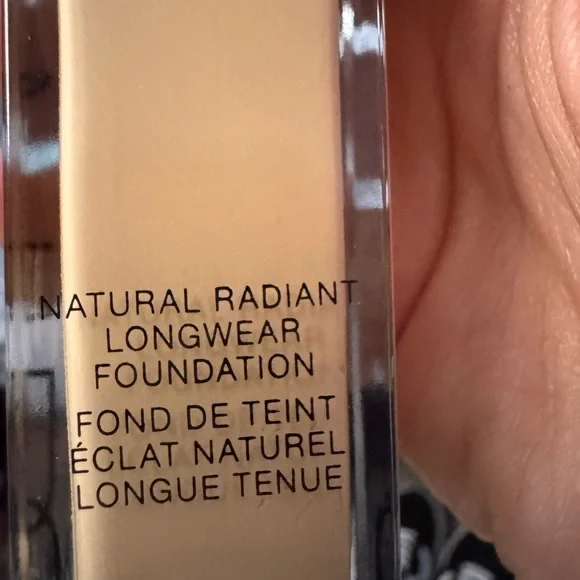 NATURAL RADIANT
LONGWEAR
FOUNDATION
FOND DE TEINT
ÉCLAT NATUREL
LONGUE TENUE